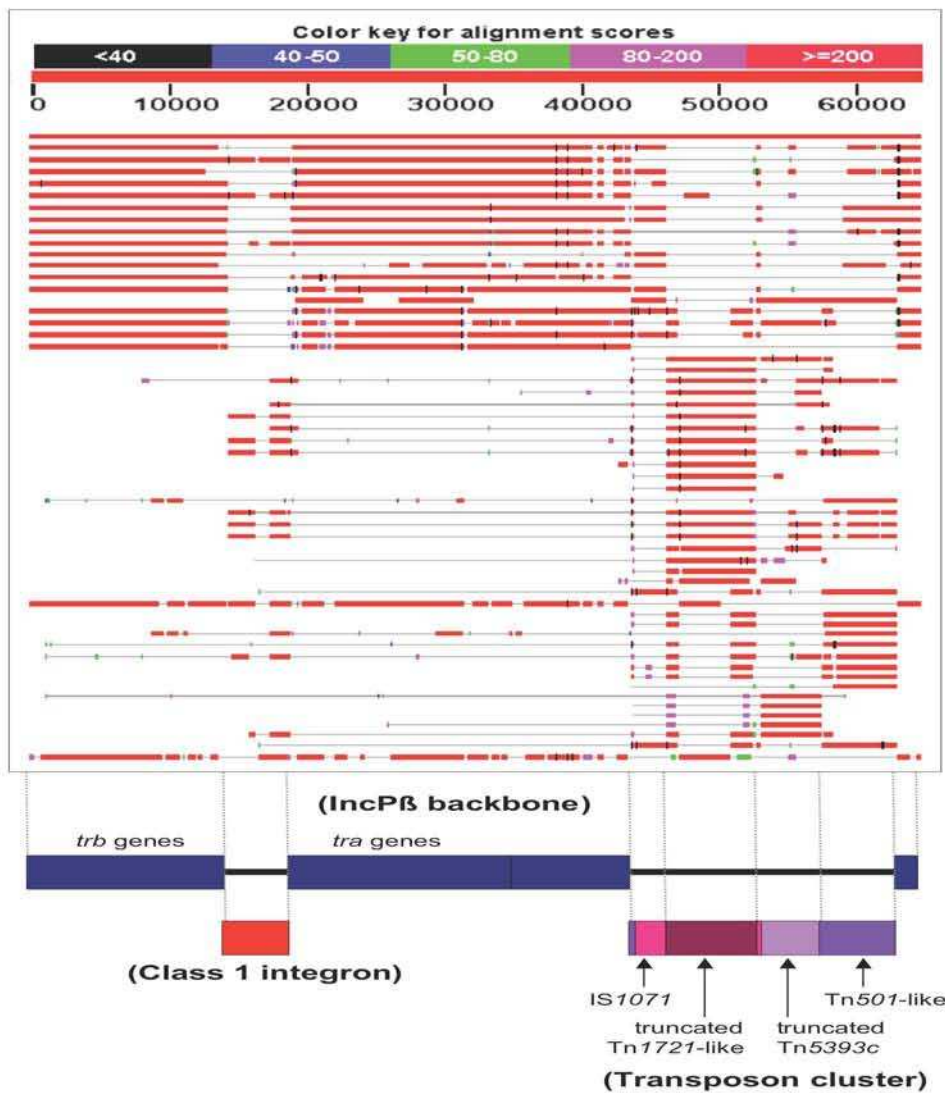 Color key for alignment scores
<40 40-50 50-80 80-200 >=200
0 10000 20000 30000 40000 50000 60000
(IncPß backbone)
trb genes tra genes
(Class 1 integron)
IS1071 Tn501-like
truncated truncated
Tn1721-like Tn5393c
(Transposon cluster)